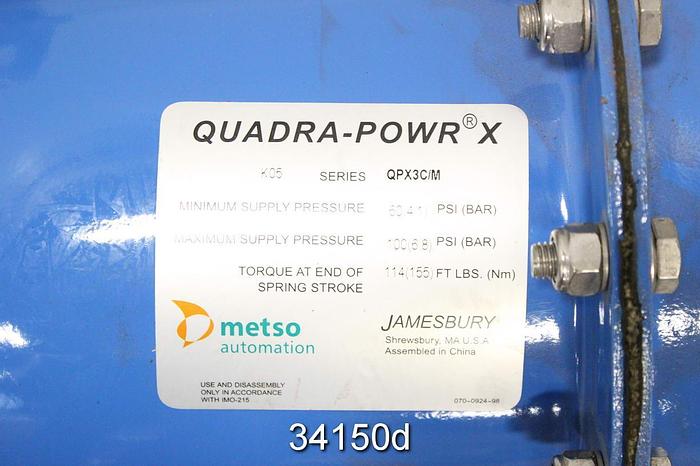 QUADRA-POWR® X
K05 SERIES QPX3C/M
MINIMUM SUPPLY PRESSURE 60(4.1) PSI (BAR)
MAXIMUM SUPPLY PRESSURE 100(6.8) PSI (BAR)
TORQUE AT END OF SPRING STROKE 114(155) FT LBS. (Nm)
metso
automation
JAMESBURY
Shrewsbury, MA U.S.A
Assembled in China
USE AND DISASSEMBLY
ONLY IN ACCORDANCE
WITH IMO-215
070-0924-98
34150d